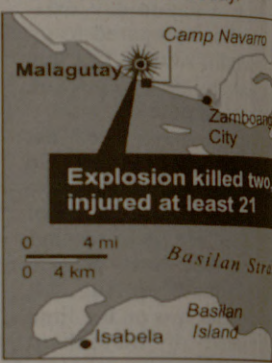 Camp Navarro
Malagutay
Zamboang
City
Explosion killed two,
injured at least 21
0 4 mi
0 4 km
Basilan Stra
Basilan
Island
Isabela